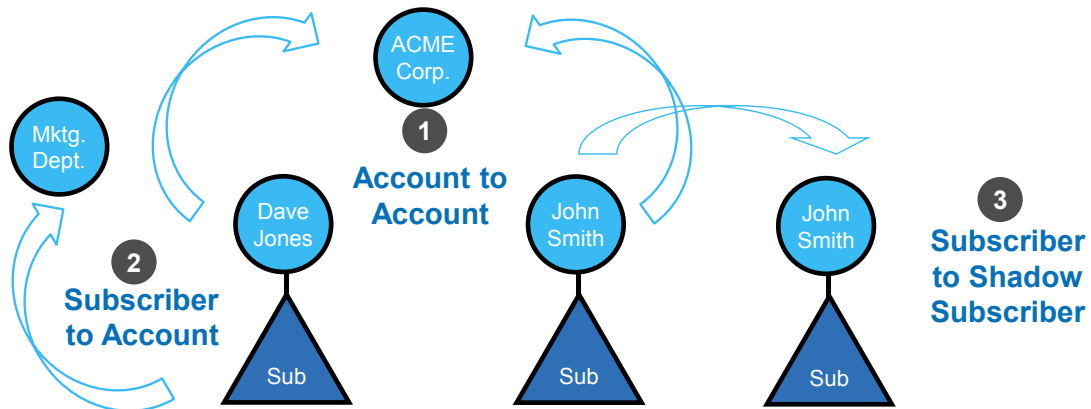 ACME
Corp.
1
Account to
Account
Mktg.
Dept.
Dave
Jones
John
Smith
John
Smith
2
Subscriber
to Account
3
Subscriber
to Shadow
Subscriber
Sub
Sub
Sub